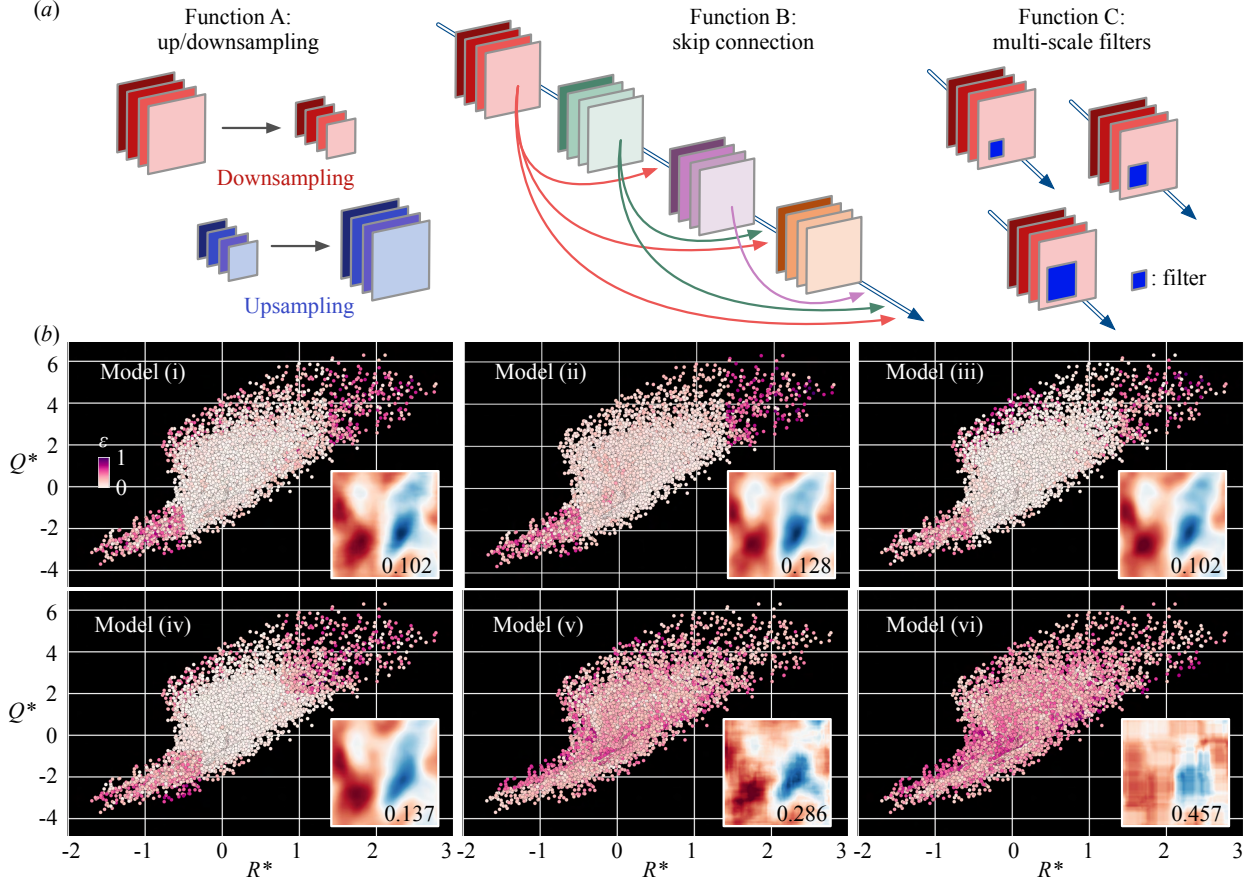 (a)
Function A:
up/downsampling
Function B:
skip connection
Function C:
multi-scale filters
Downsampling
Upsampling
: filter
(b)
Model (i)
Model (ii)
Model (iii)
6
4
2
0
-2
-4
Q*
ε
1
0
0.102
0.128
0.102
Model (iv)
Model (v)
Model (vi)
6
4
2
0
-2
-4
Q*
0.137
0.286
0.457
-2 -1 0 1 2 3
-2 -1 0 1 2 3
-2 -1 0 1 2 3
R* R* R*